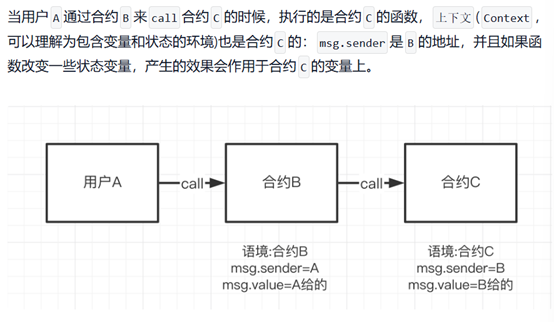 当用户 A 通过合约 B 来 call 合约 C 的时候，执行的是合约 C 的函数， 上下文 (Context ，
可以理解为包含变量和状态的环境)也是合约 C 的： msg.sender 是 B 的地址，并且如果函
数改变一些状态变量，产生的效果会作用于合约 C 的变量上。
用户A call 合约B call 合约C
语境:合约B 语境:合约C
msg.sender=A msg.sender=B
msg.value=A给的 msg.value=B给的